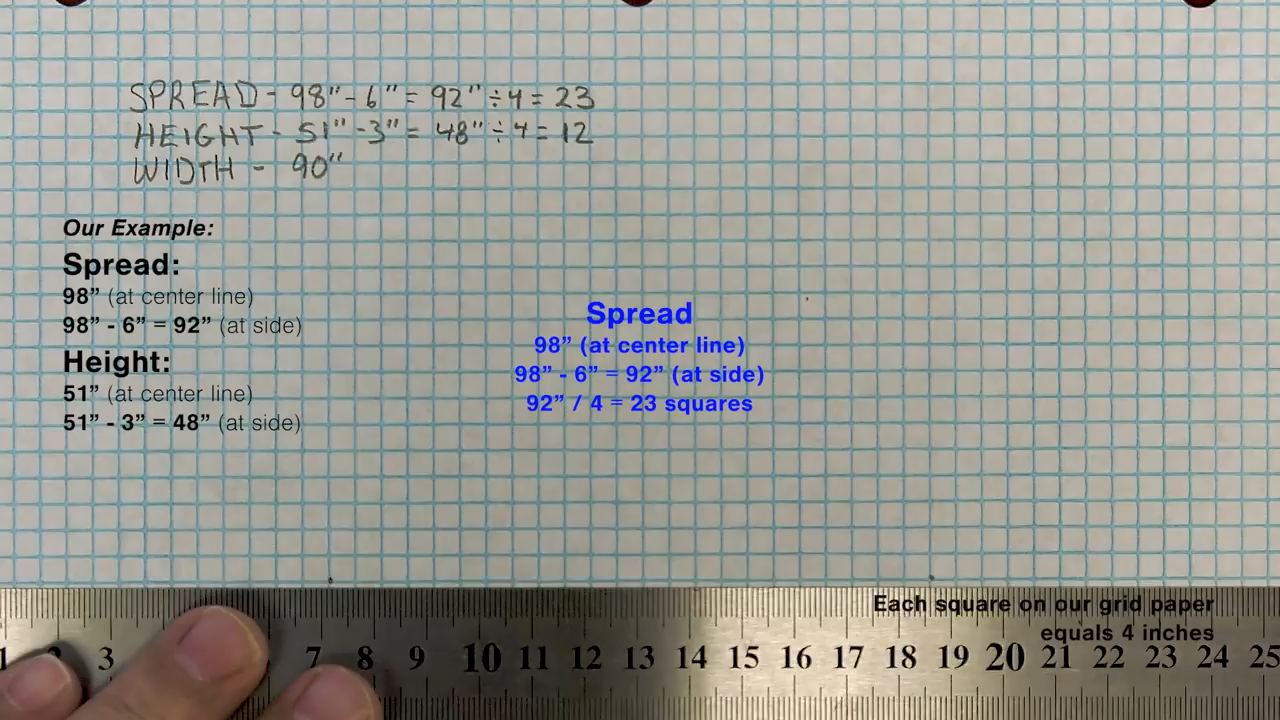 SPREAD - 98" - 6" = 92" ÷ 4 = 23
HEIGHT - 51" - 3" = 48" ÷ 4 = 12
WIDTH - 90"
Our Example:
Spread:
98” (at center line)
98” - 6” = 92” (at side)
Height:
51” (at center line)
51” - 3” = 48” (at side)
Spread
98” (at center line)
98” - 6” = 92” (at side)
92” / 4 = 23 squares
Each square on our grid paper
equals 4 inches
1 2 3 7 8 9 10 11 12 13 14 15 16 17 18 19 20 21 22 23 24 25